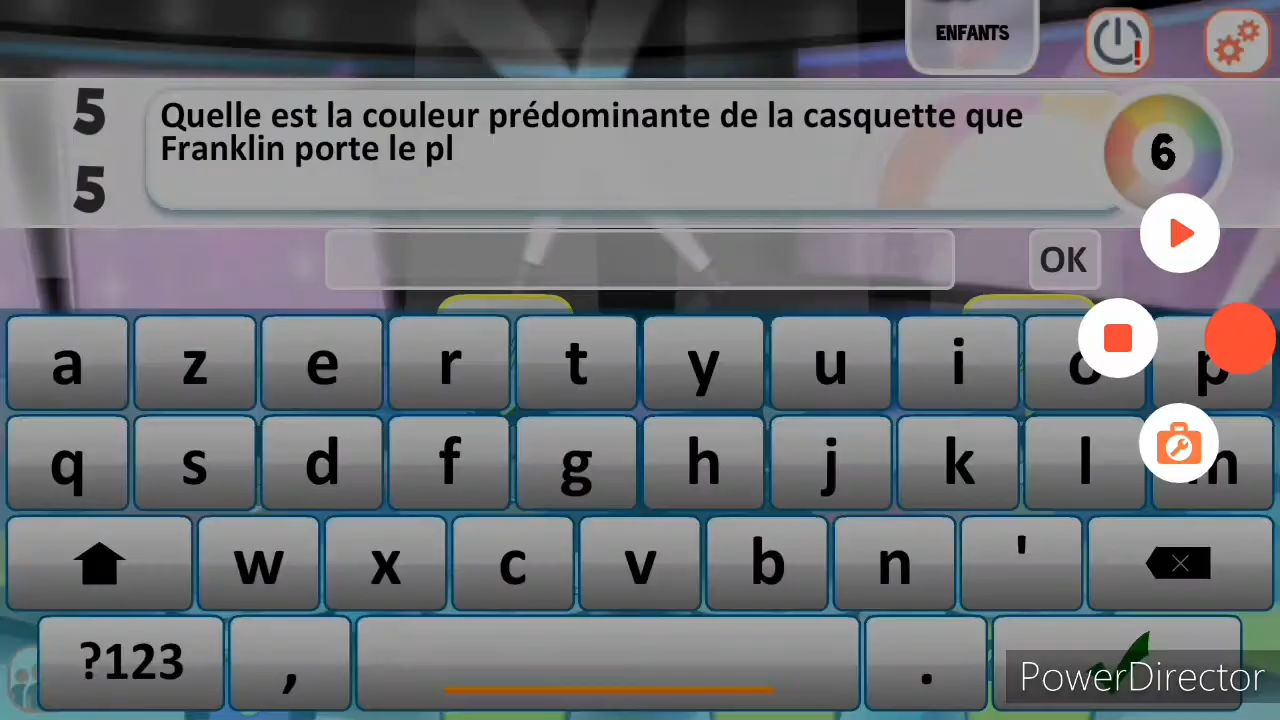 ENFANTS
5
Quelle est la couleur prédominante de la casquette que
Franklin porte le pl
6
5
OK
a z e r t y u i o p
q s d f g h j k l m
w x c v b n '
?123 , .
PowerDirector